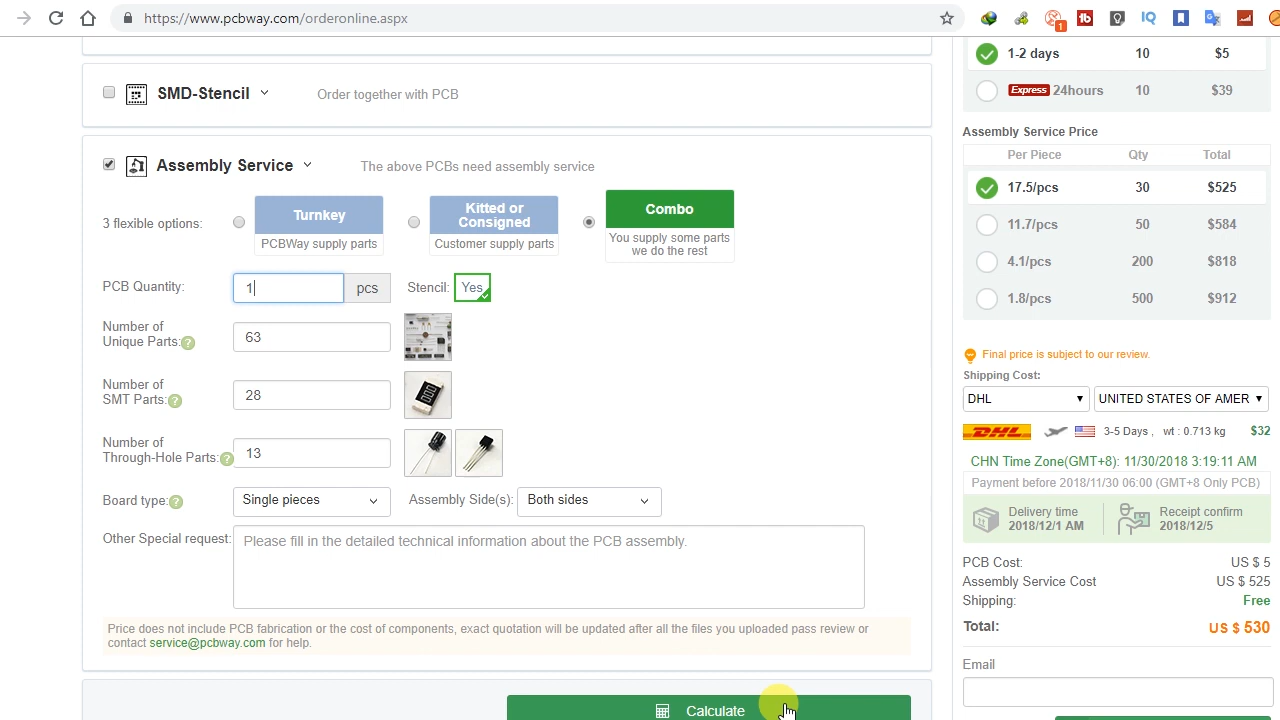 https://www.pcbway.com/orderonline.aspx
1
SMD-Stencil
Order together with PCB
Assembly Service
The above PCBs need assembly service
3 flexible options:
Turnkey
PCBWay supply parts
Kitted or
Consigned
Customer supply parts
Combo
You supply some parts
we do the rest
PCB Quantity:
1
pcs
Stencil:
Yes
Number of
Unique Parts:
?
63
Number of
SMT Parts:
?
28
Number of
Through-Hole Parts:
?
13
Board type:
?
Single pieces
Assembly Side(s):
Both sides
Other Special request:
Please fill in the detailed technical information about the PCB assembly.
Price does not include PCB fabrication or the cost of components, exact quotation will be updated after all the files you uploaded pass review or
contact service@pcbway.com for help.
Calculate
1-2 days 10 $5
Express 24hours 10 $39
Assembly Service Price
Per Piece Qty Total
17.5/pcs 30 $525
11.7/pcs 50 $584
4.1/pcs 200 $818
1.8/pcs 500 $912
Final price is subject to our review.
Shipping Cost:
DHL
UNITED STATES OF AMER
DHL
3-5 Days , wt : 0.713 kg $32
CHN Time Zone(GMT+8): 11/30/2018 3:19:11 AM
Payment before 2018/11/30 06:00 (GMT+8 Only PCB)
Delivery time
2018/12/1 AM
Receipt confirm
2018/12/5
PCB Cost: US $ 5
Assembly Service Cost US $ 525
Shipping: Free
Total: US $ 530
Email